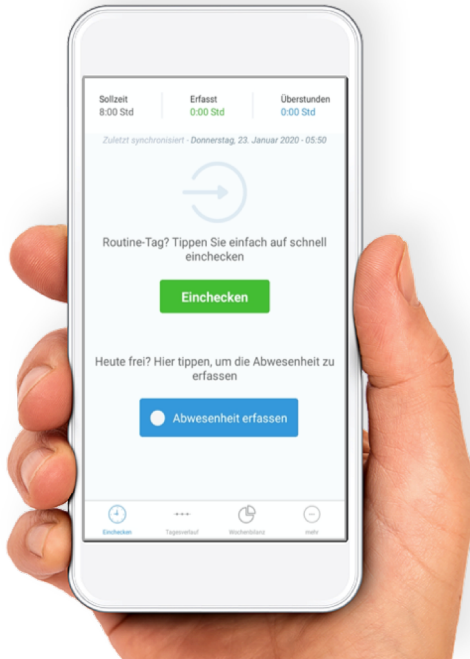 Sollzeit
Erfasst
Überstunden
8:00 Std
0:00 Std
0:00 Std
Zuletzt synchronisiert - Donnerstag, 23. Januar 2020 - 05:50
Routine-Tag? Tippen Sie einfach auf schnell
einchecken
Einchecken
Heute frei? Hier tippen, um die Abwesenheit zu
erfassen
Abwesenheit erfassen
Einchecken
Tagesverlauf
Wochenbilanz
mehr